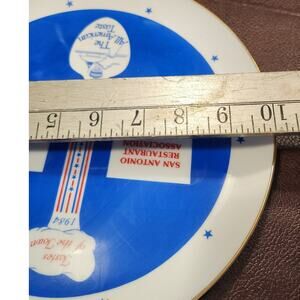 The
All American
Taste
10 9 8 7 6 5
SAN ANTONIO
RESTAURANT
ASSOCIATION
1984
Tastes
of the Town